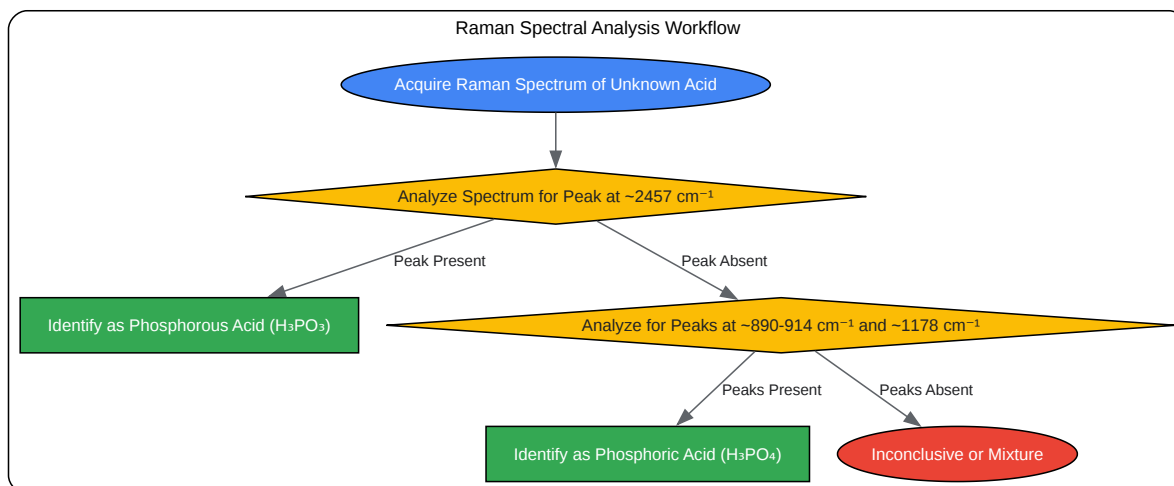 Raman Spectral Analysis Workflow
Acquire Raman Spectrum of Unknown Acid
Analyze Spectrum for Peak at ~2457 cm⁻¹
Peak Present
Peak Absent
Identify as Phosphorous Acid (H₃PO₃)
Analyze for Peaks at ~890-914 cm⁻¹ and ~1178 cm⁻¹
Peaks Present
Peaks Absent
Identify as Phosphoric Acid (H₃PO₄)
Inconclusive or Mixture